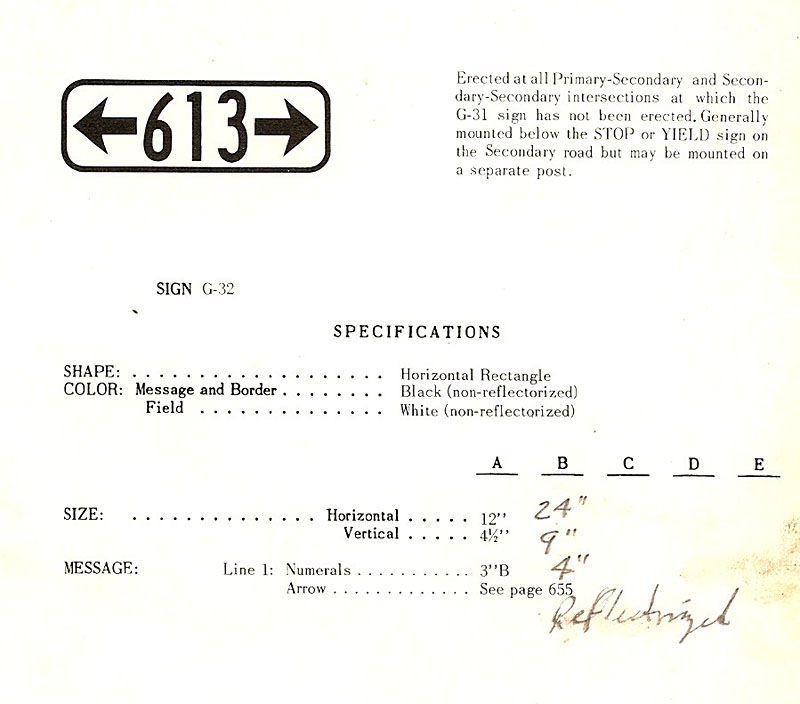 613
Erected at all Primary-Secondary and Secon-
dary-Secondary intersections at which the
G-31 sign has not been erected. Generally
mounted below the STOP or YIELD sign on
the Secondary road but may be mounted on
a separate post.
SIGN G-32
SPECIFICATIONS
SHAPE: . . . . . . . . . . . . . . . . . . . Horizontal Rectangle
COLOR: Message and Border . . . . . . . . Black (non-reflectorized)
Field . . . . . . . . . . . . . . White (non-reflectorized)
A B C D E
SIZE: . . . . . . . . . . . . . . Horizontal . . . . . 12’’ 24"
Vertical . . . . . 4½’’ 9"
MESSAGE: Line 1: Numerals . . . . . . . . . . . 3’’B 4"
Arrow . . . . . . . . . . . . . See page 655
Reflectorized